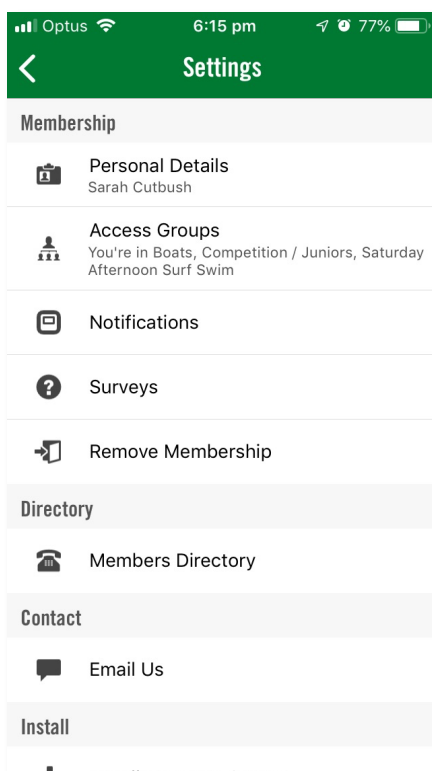 Optus 6:15 pm 77%
Settings
Membership
Personal Details
Sarah Cutbush
Access Groups
You're in Boats, Competition / Juniors, Saturday
Afternoon Surf Swim
Notifications
Surveys
Remove Membership
Directory
Members Directory
Contact
Email Us
Install